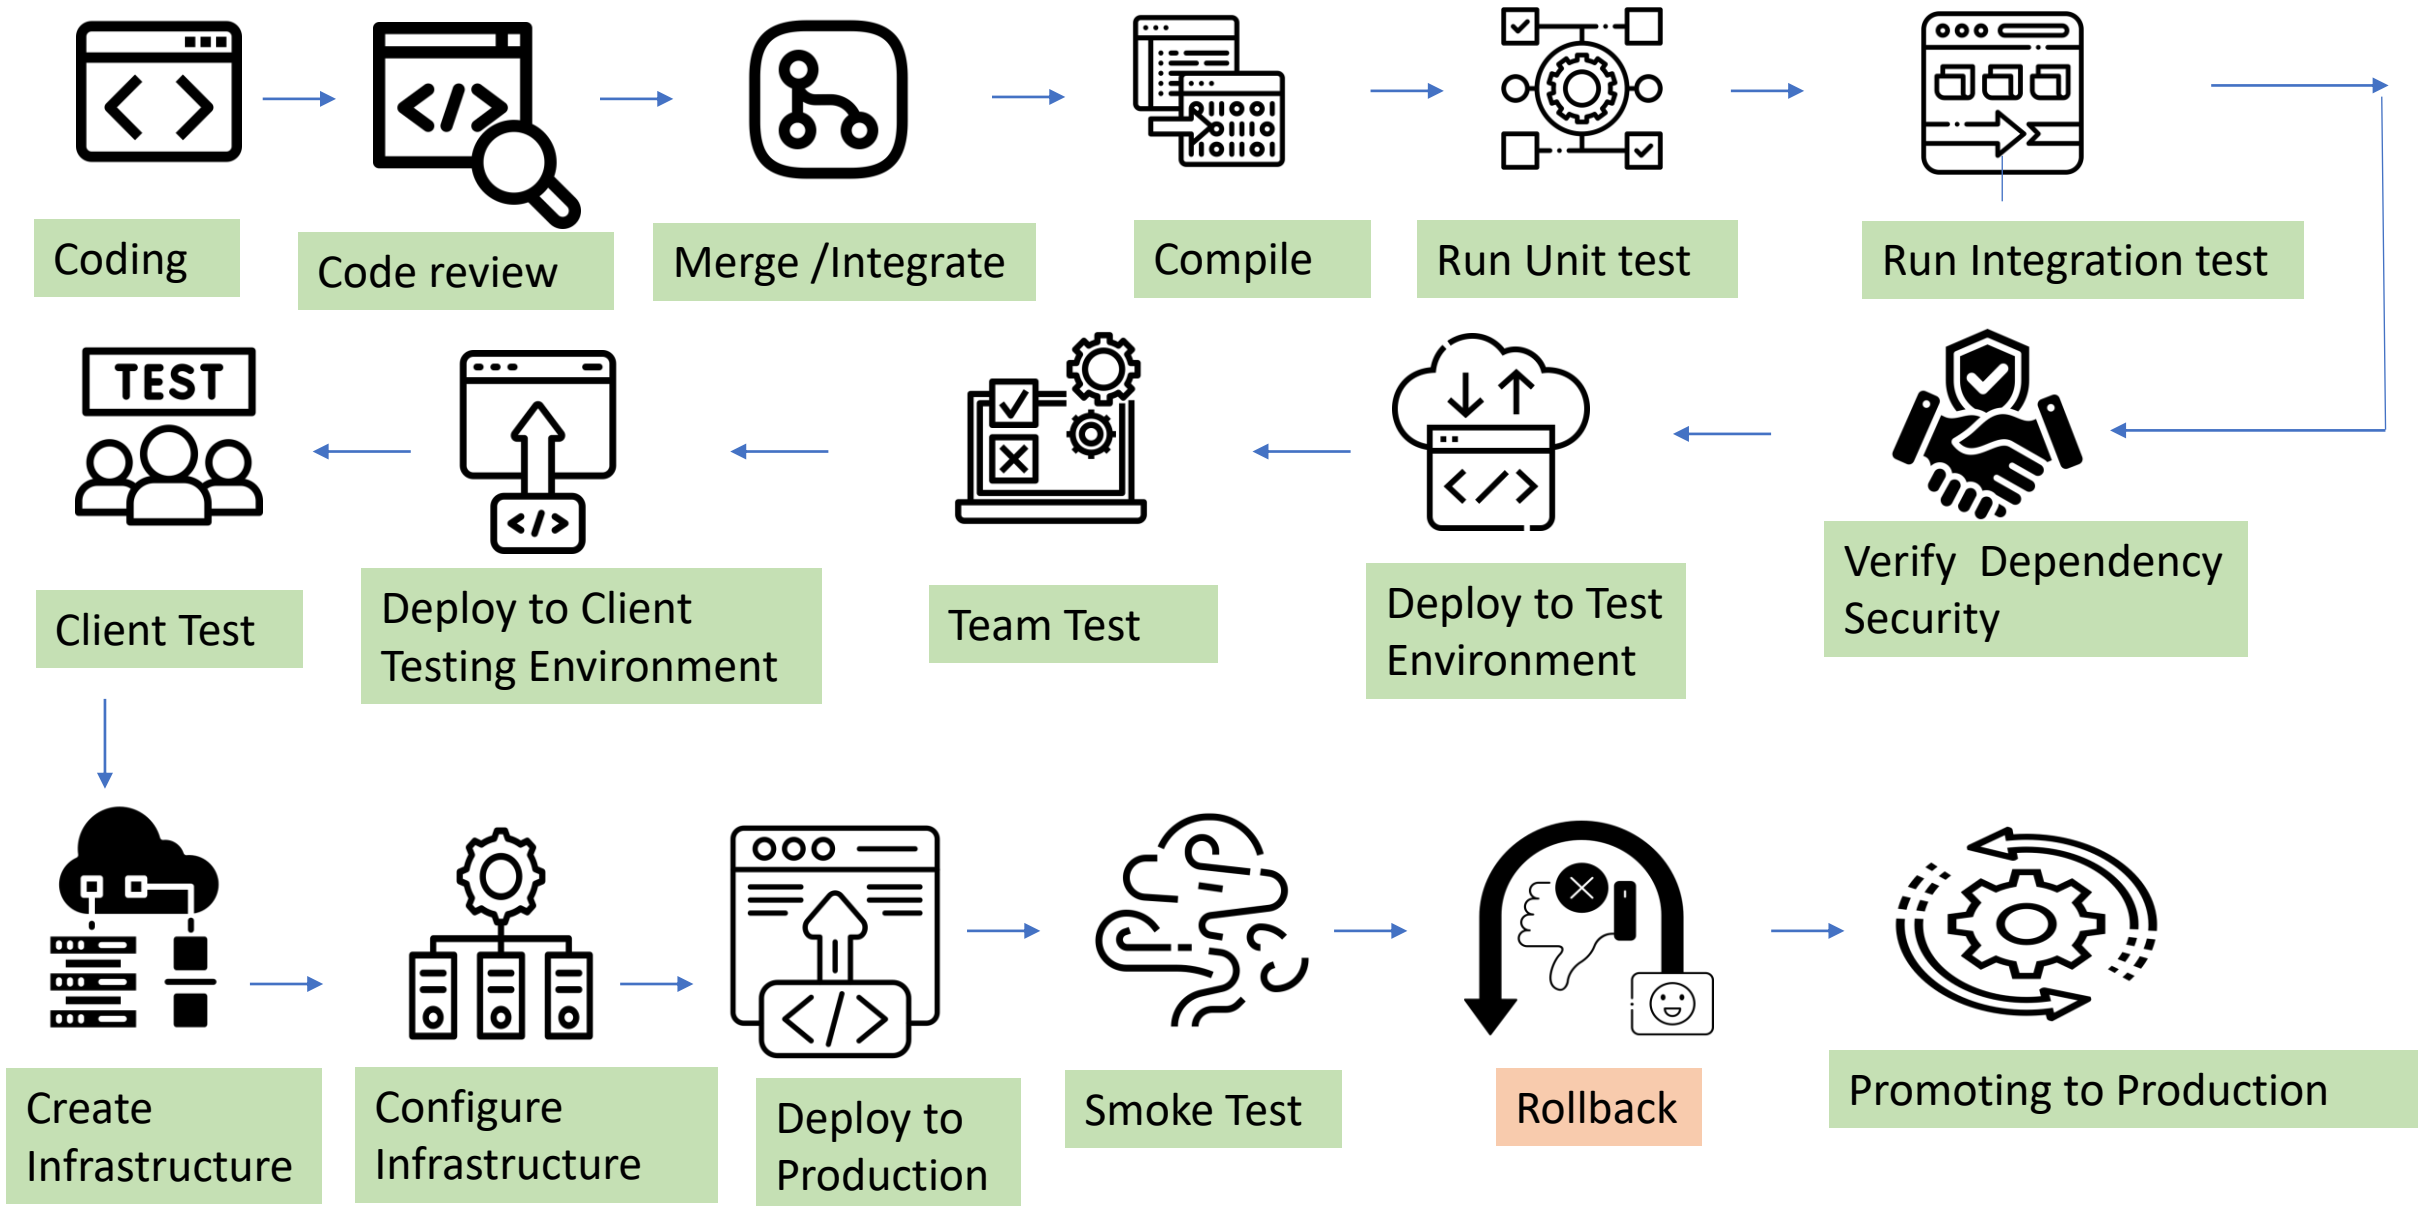 Coding
Code review
Merge /Integrate
Compile
Run Unit test
Run Integration test
TEST
Client Test
Deploy to Client
Testing Environment
Team Test
Deploy to Test
Environment
Verify Dependency
Security
Create
Infrastructure
Configure
Infrastructure
Deploy to
Production
Smoke Test
Rollback
Promoting to Production